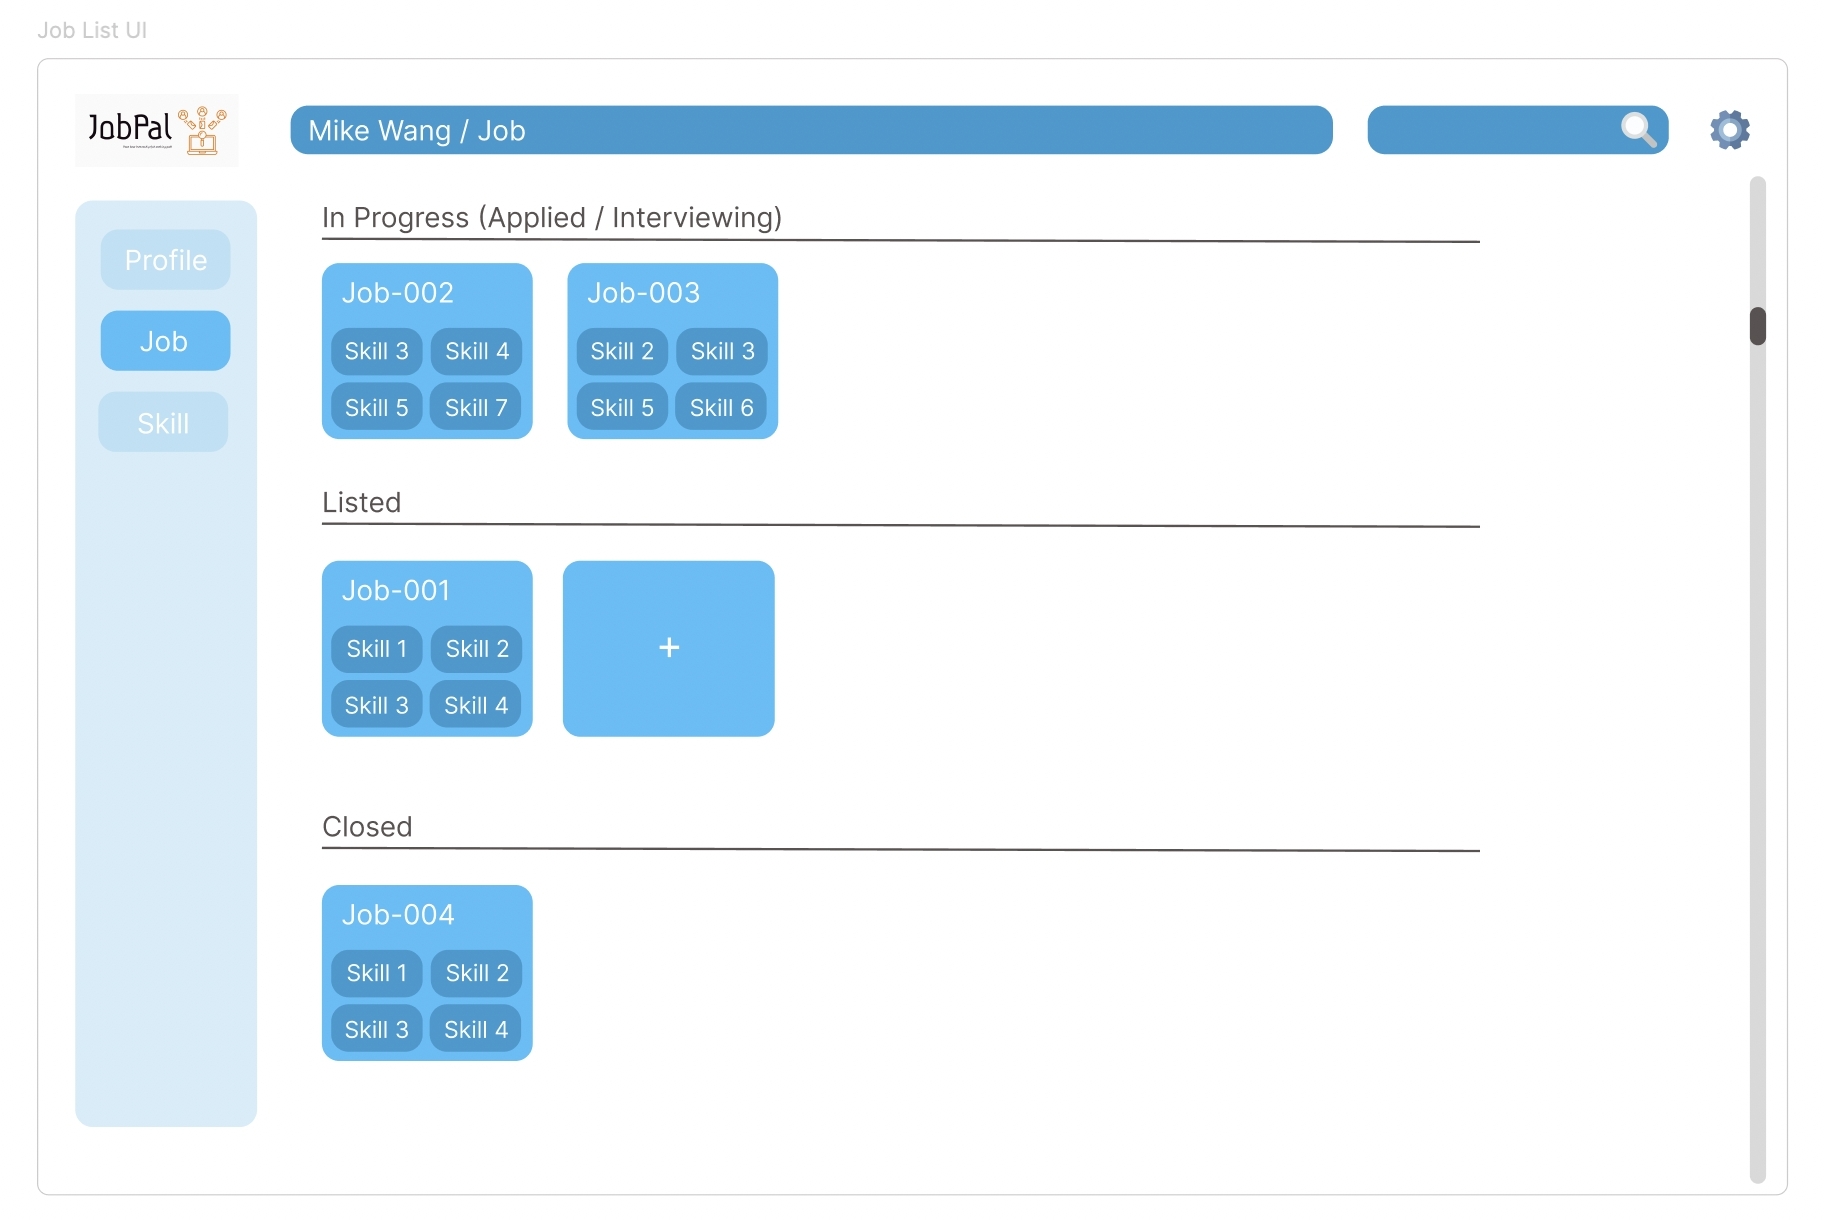 Job List UI
JobPal
Mike Wang / Job
Profile
Job
Skill
In Progress (Applied / Interviewing)
Job-002
Skill 3
Skill 4
Skill 5
Skill 7
Job-003
Skill 2
Skill 3
Skill 5
Skill 6
Listed
Job-001
Skill 1
Skill 2
Skill 3
Skill 4
+
Closed
Job-004
Skill 1
Skill 2
Skill 3
Skill 4